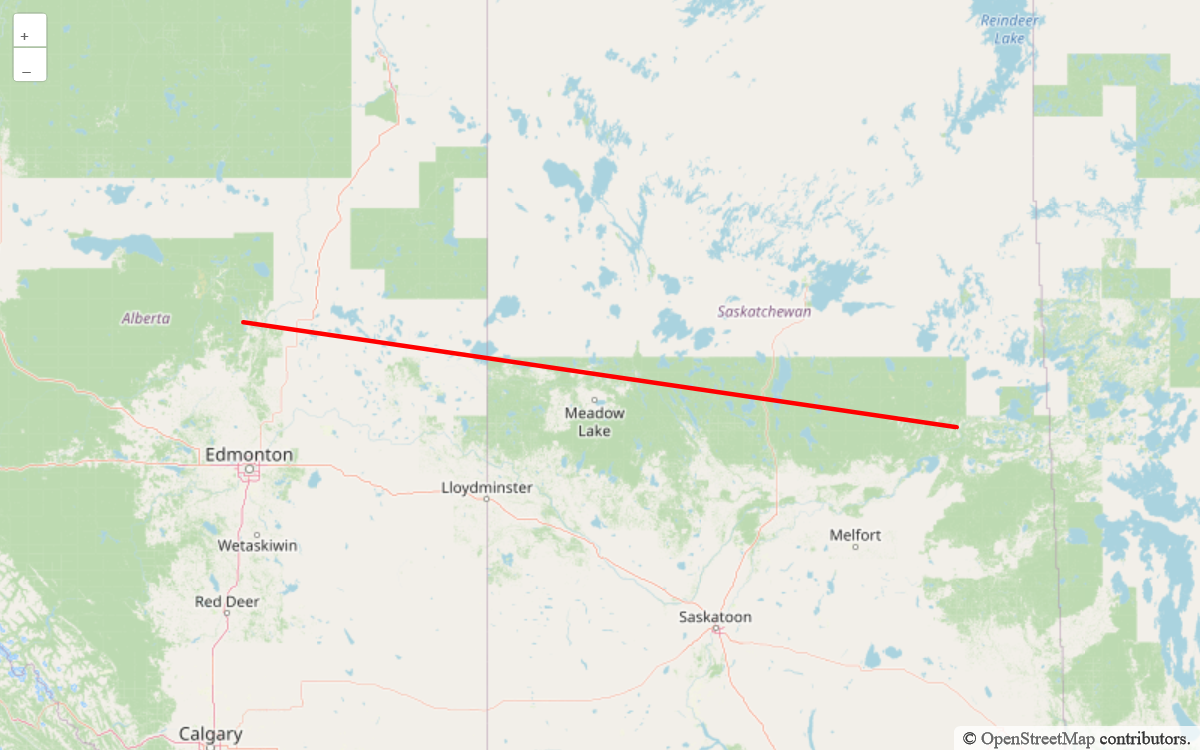 +
–
Reindeer
Lake
Alberta
Saskatchewan
Meadow
Lake
Edmonton
Lloydminster
Melfort
Wetaskiwin
Red Deer
Saskatoon
Calgary
© OpenStreetMap contributors.